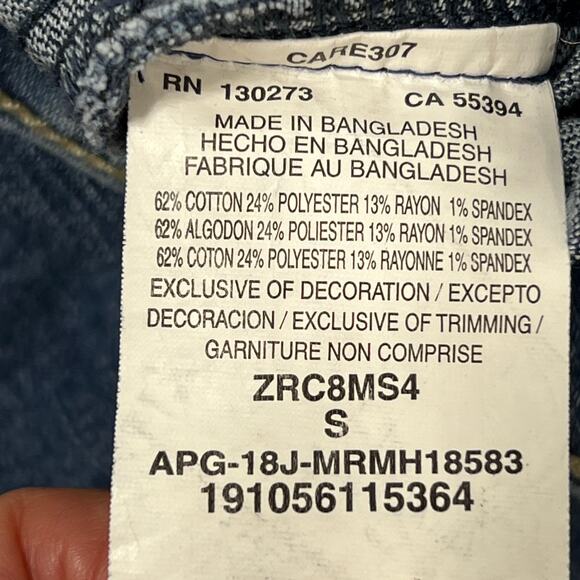 CARE307
RN 130273 CA 55394
MADE IN BANGLADESH
HECHO EN BANGLADESH
FABRIQUE AU BANGLADESH
62% COTTON 24% POLYESTER 13% RAYON 1% SPANDEX
62% ALGODON 24% POLIESTER 13% RAYON 1% SPANDEX
62% COTON 24% POLYESTER 13% RAYONNE 1% SPANDEX
EXCLUSIVE OF DECORATION / EXCEPTO
DECORACION / EXCLUSIVE OF TRIMMING /
GARNITURE NON COMPRISE
ZRC8MS4
S
APG-18J-MRMH18583
191056115364